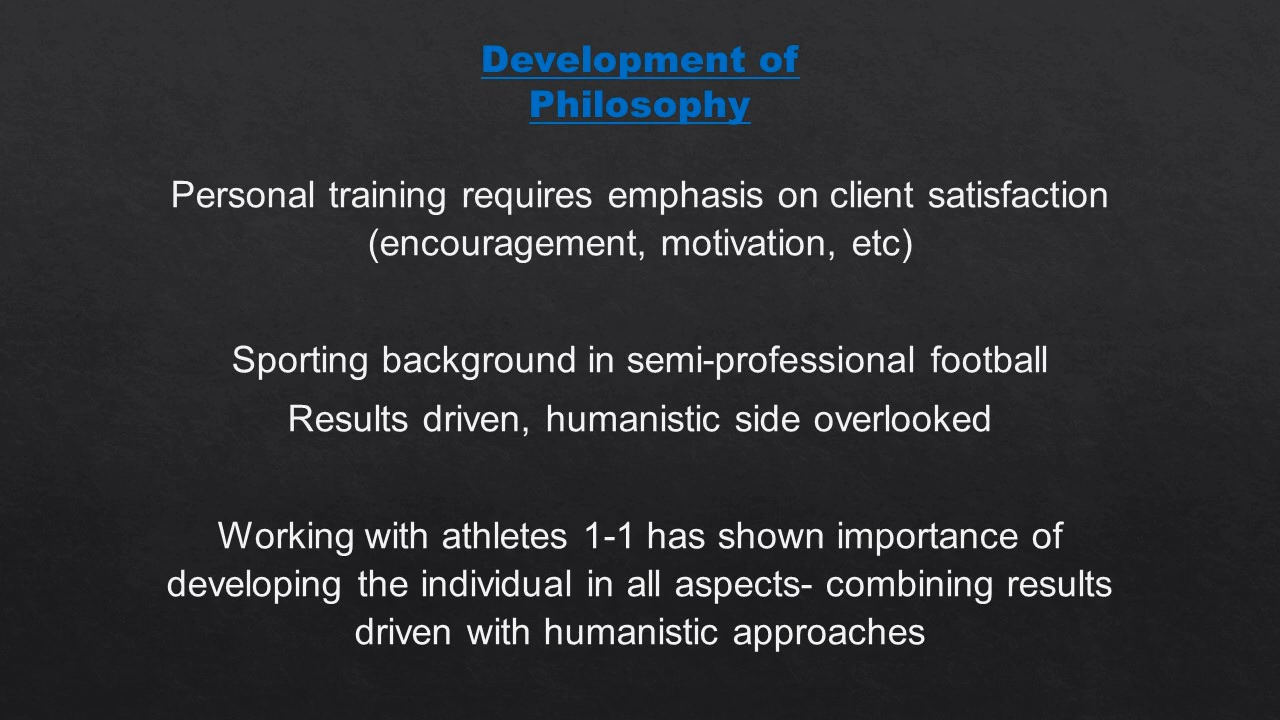 Development of
Philosophy
Personal training requires emphasis on client satisfaction
(encouragement, motivation, etc)
Sporting background in semi-professional football
Results driven, humanistic side overlooked
Working with athletes 1-1 has shown importance of
developing the individual in all aspects- combining results
driven with humanistic approaches